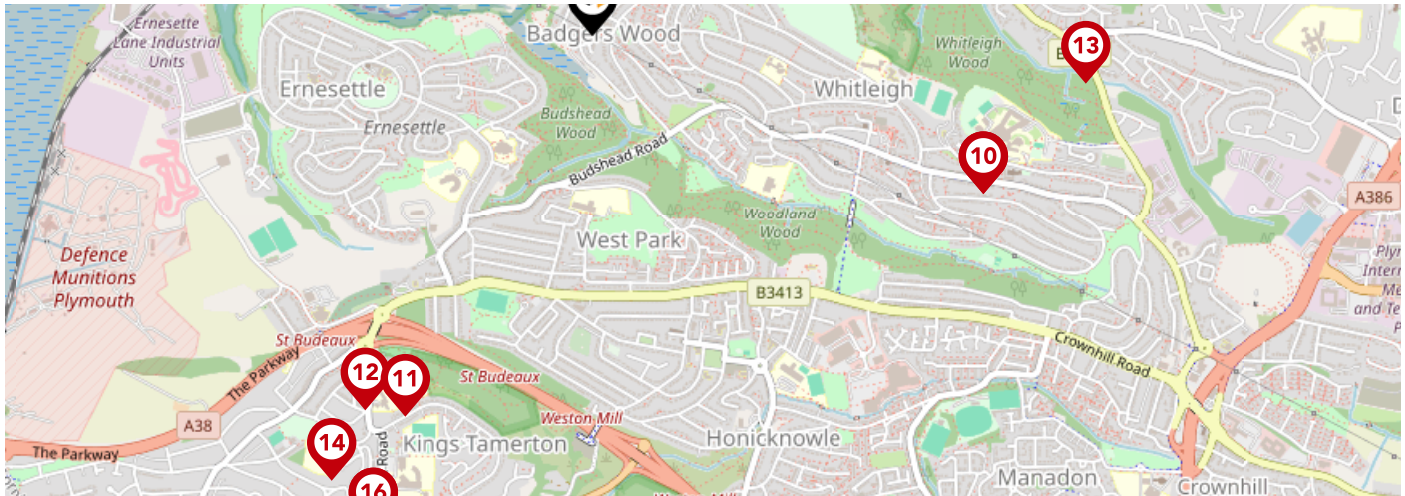 Ernesette
Lane Industrial
Units
Badgers Wood
Whitleigh
Wood
13
Ernesettle
Whitleigh
Budshead
Wood
Ernesettle
Budshead Road
10
A386
Woodland
Wood
West Park
Defence
Munitions
Plymouth
B3413
St Budeaux
Crownhill Road
The Parkway
12
11
St Budeaux
Weston Mill
A38
14
Road
Kings Tamerton
Honicknowle
The Parkway
Manadon
16
Crownhill